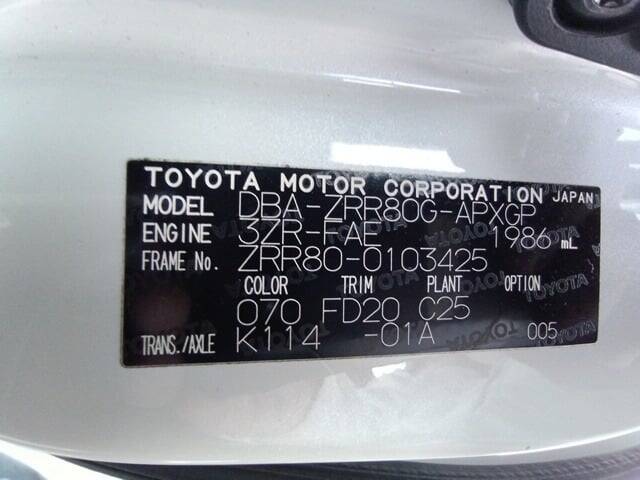 TOYOTA MOTOR CORPORATION JAPAN
MODEL DBA-ZRR80G-APXGP
ENGINE 3ZR-FAE 1986 mL
FRAME No. ZRR80-0103425
COLOR TRIM PLANT OPTION
070 FD20 C25
TRANS./AXLE K114 -01A 005